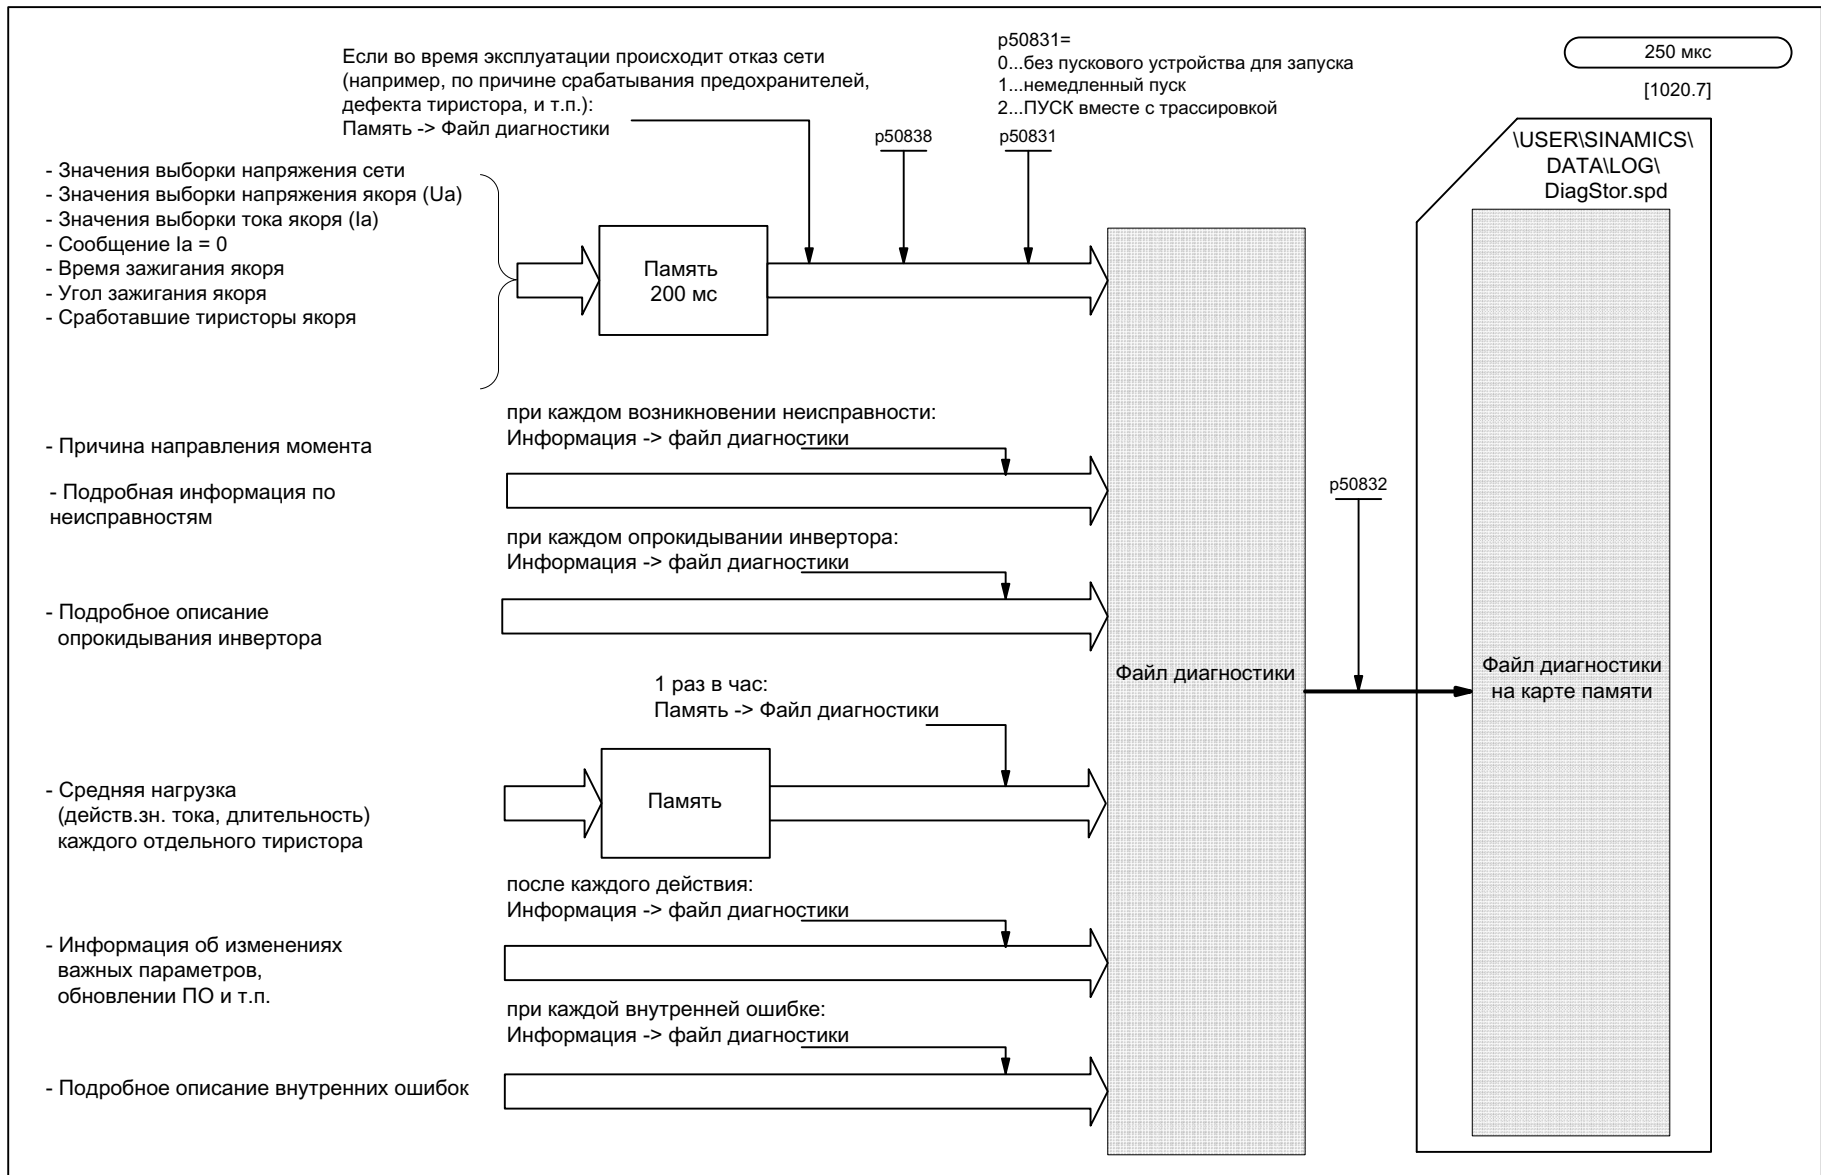 Если во время эксплуатации происходит отказ сети
(например, по причине срабатывания предохранителей,
дефекта тиристора, и т.п.):
Память -> Файл диагностики
p50831=
0...без пускового устройства для запуска
1...немедленный пуск
2...ПУСК вместе с трассировкой
250 мкс
[1020.7]
p50838
p50831
\USER\SINAMICS\
DATA\LOG\
DiagStor.spd
- Значения выборки напряжения сети
- Значения выборки напряжения якоря (Ua)
- Значения выборки тока якоря (Ia)
- Сообщение Ia = 0
- Время зажигания якоря
- Угол зажигания якоря
- Сработавшие тиристоры якоря
Память
200 мс
при каждом возникновении неисправности:
Информация -> файл диагностики
- Причина направления момента
- Подробная информация по
неисправностям
p50832
при каждом опрокидывании инвертора:
Информация -> файл диагностики
- Подробное описание
опрокидывания инвертора
Файл диагностики
Файл диагностики
на карте памяти
1 раз в час:
Память -> Файл диагностики
- Средняя нагрузка
(действ.зн. тока, длительность)
каждого отдельного тиристора
Память
после каждого действия:
Информация -> файл диагностики
- Информация об изменениях
важных параметров,
обновлении ПО и т.п.
при каждой внутренней ошибке:
Информация -> файл диагностики
- Подробное описание внутренних ошибок